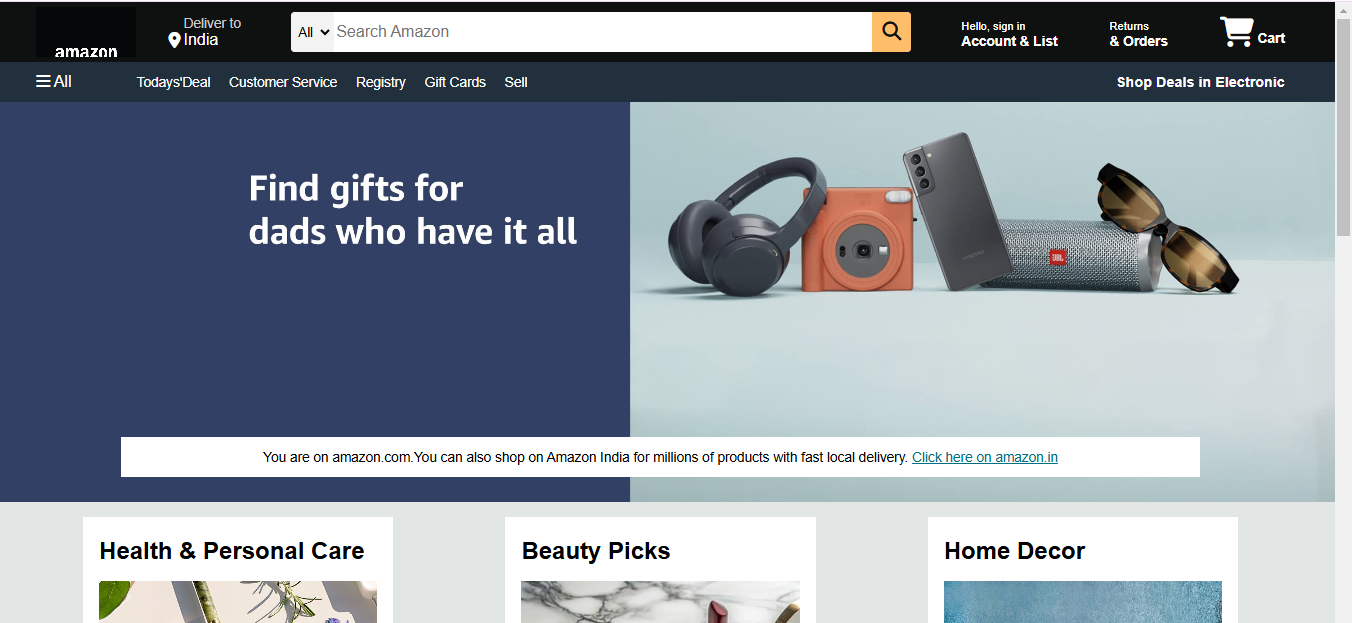 amazon
Deliver to
India
All
Search Amazon
Hello, sign in
Account & List
Returns
& Orders
Cart
All
Todays'Deal
Customer Service
Registry
Gift Cards
Sell
Shop Deals in Electronic
Find gifts for
dads who have it all
SAMSUNG
JBL
You are on amazon.com.You can also shop on Amazon India for millions of products with fast local delivery. Click here on amazon.in
Health & Personal Care
Beauty Picks
Home Decor